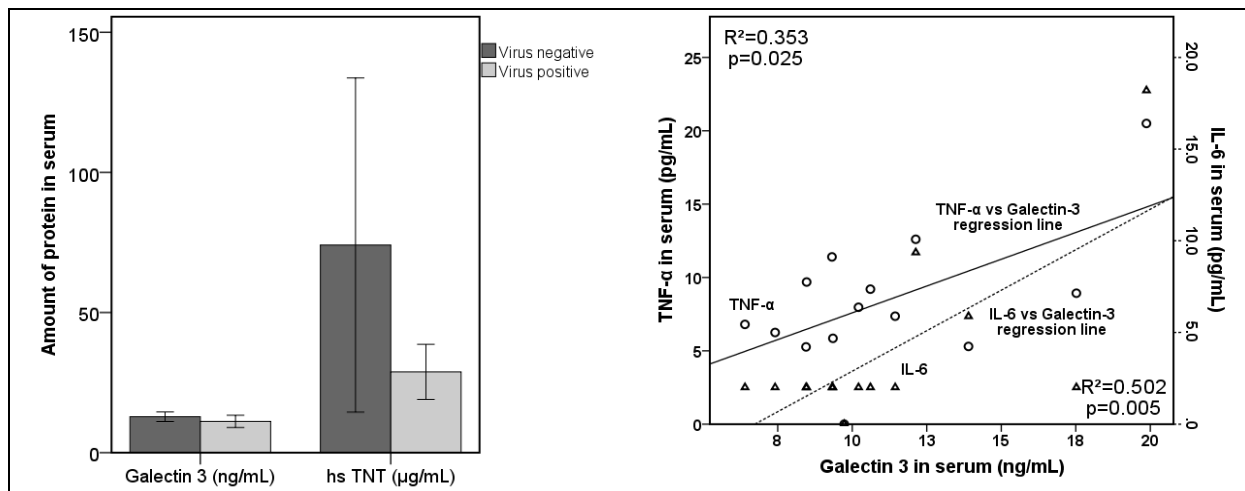 150
100
50
0
Amount of protein in serum
Galectin 3 (ng/mL)
hs TNT (µg/mL)
Virus negative
Virus positive
R²=0.353
p=0.025
25
20
15
10
5
0
TNF-α in serum (pg/mL)
TNF-α
TNF-α vs Galectin-3
regression line
IL-6 vs Galectin-3
regression line
IL-6
R²=0.502
p=0.005
20.0
15.0
10.0
5.0
.0
IL-6 in serum
(pg/mL)
8
10
13
15
18
20
Galectin 3 in serum (ng/mL)